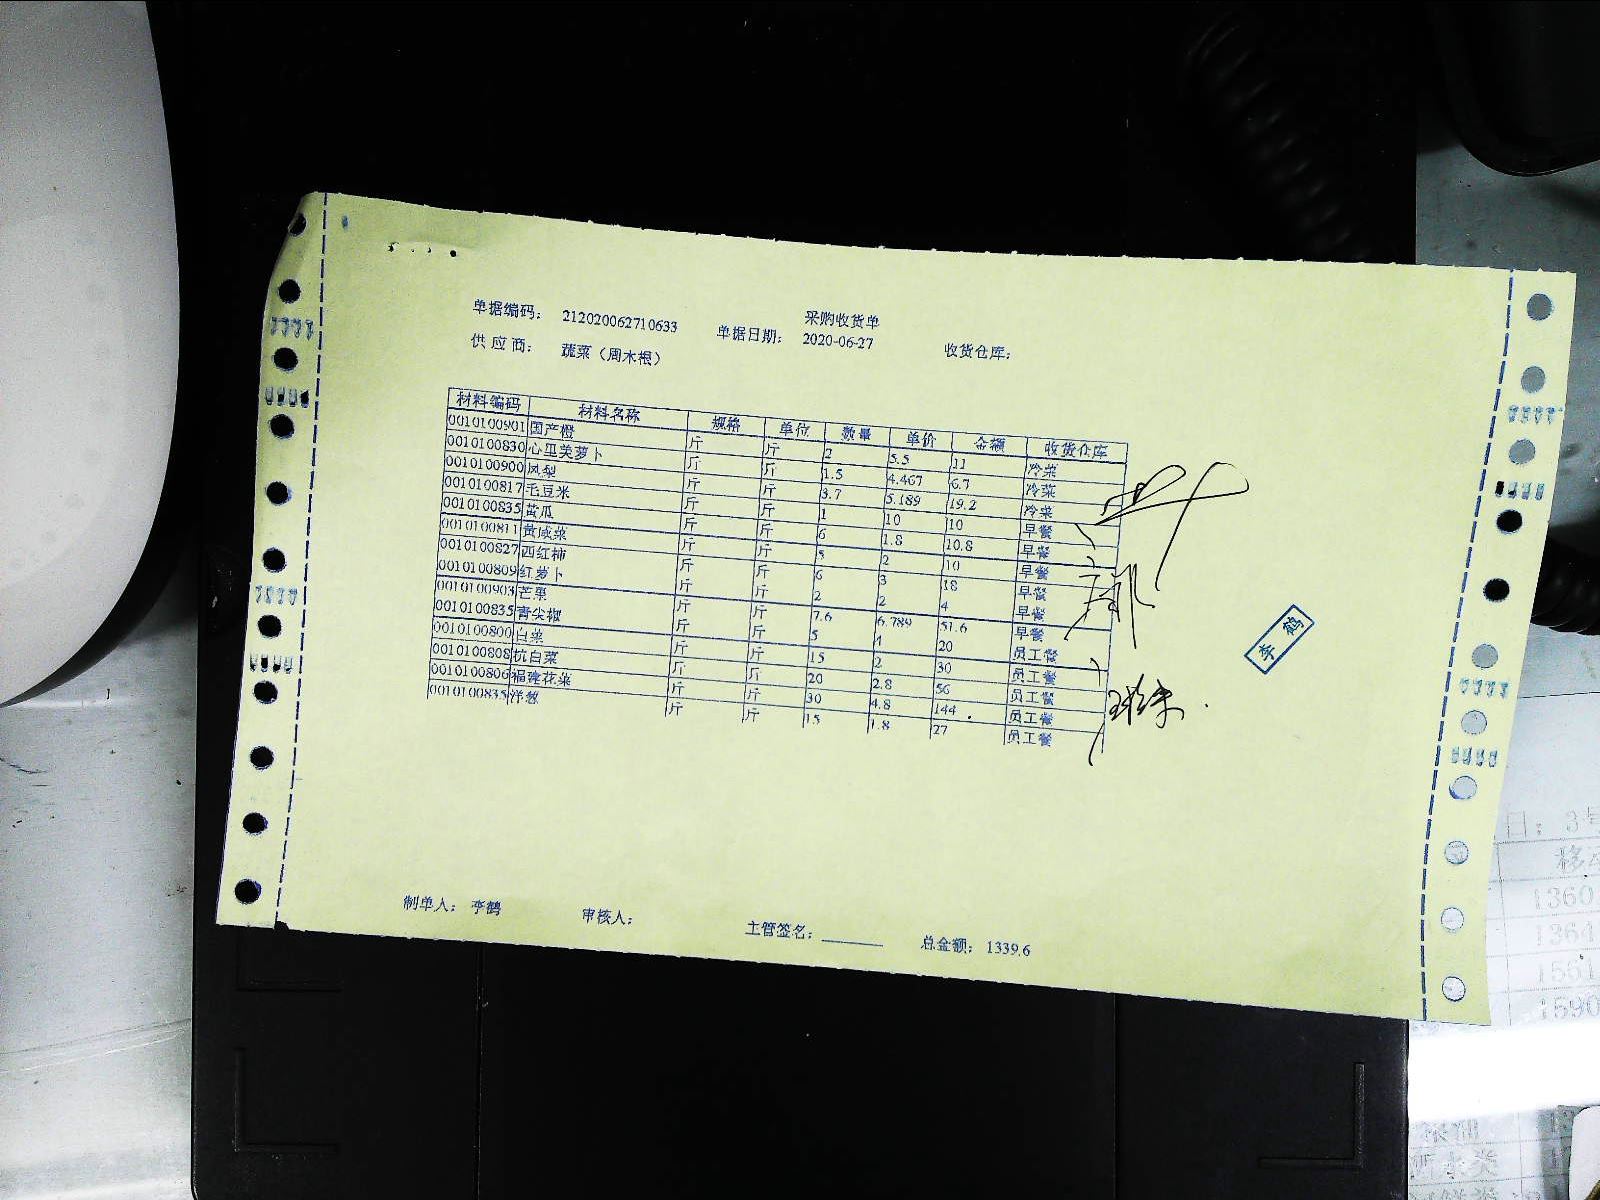 采购收货单
单据编码： 212020062710633 单据日期： 2020-06-27 收货仓库：
供 应 商： 蔬菜（周木根）
材料编码 材料名称 规格 单位 数量 单价 金额 收货仓库
0010100901 国产橙 斤 斤 2 5.5 11 冷菜
0010100830 心里美萝卜 斤 斤 1.5 4.467 6.7 冷菜
0010100900 凤梨 斤 斤 3.7 5.189 19.2 冷菜
0010100817 毛豆米 斤 斤 1 10 10 早餐
0010100835 黄瓜 斤 斤 6 1.8 10.8 早餐
0010100811 黄咸菜 斤 斤 5 2 10 早餐
0010100827 西红柿 斤 斤 6 3 18 早餐
0010100809 红萝卜 斤 斤 2 2 4 早餐
0010100903 芒果 斤 斤 7.6 6.789 51.6 早餐
0010100835 青尖椒 斤 斤 5 4 20 员工餐
0010100800 白菜 斤 斤 15 2 30 员工餐
0010100808 杭白菜 斤 斤 20 2.8 56 员工餐
0010100806 福建花菜 斤 斤 30 4.8 144 员工餐
0010100835 洋葱 斤 斤 15 1.8 27 员工餐
李 鹤
制单人： 李鹤 审核人： 主管签名：________ 总金额： 1339.6
日：3号
1360
1364
1561
1590